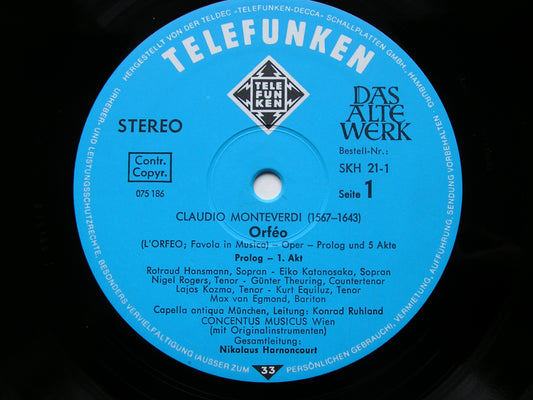 HERGESTELLT VON DER TELDEC »TELEFUNKEN-DECCA« SCHALLPLATTEN GMBH, HAMBURG
TELEFUNKEN
TELE
FUN
KEN
DAS
ALTE
WERK
STEREO
Bestell-Nr.:
SKH 21-1
Contr.
Copyr.
Seite 1
075 186
CLAUDIO MONTEVERDI (1567–1643)
Orféo
(L'ORFEO; Favola in Musica) – Oper – Prolog und 5 Akte
Prolog – 1. Akt
Rotraud Hansmann, Sopran – Eiko Katanosaka, Sopran
Nigel Rogers, Tenor – Günter Theuring, Countertenor
Lajos Kozma, Tenor – Kurt Equiluz, Tenor
Max van Egmond, Bariton
Capella antiqua München, Leitung: Konrad Ruhland
CONCENTUS MUSICUS Wien
(mit Originalinstrumenten)
Gesamtleitung:
Nikolaus Harnoncourt
33
URHEBER- UND LEISTUNGSSCHUTZRECHTE, BESONDERS VERVIELFÄLTIGUNG (AUSSER ZUM PERSÖNLICHEN GEBRAUCH), VERMIETUNG, AUFFÜHRUNG, SENDUNG VORBEHALTEN.